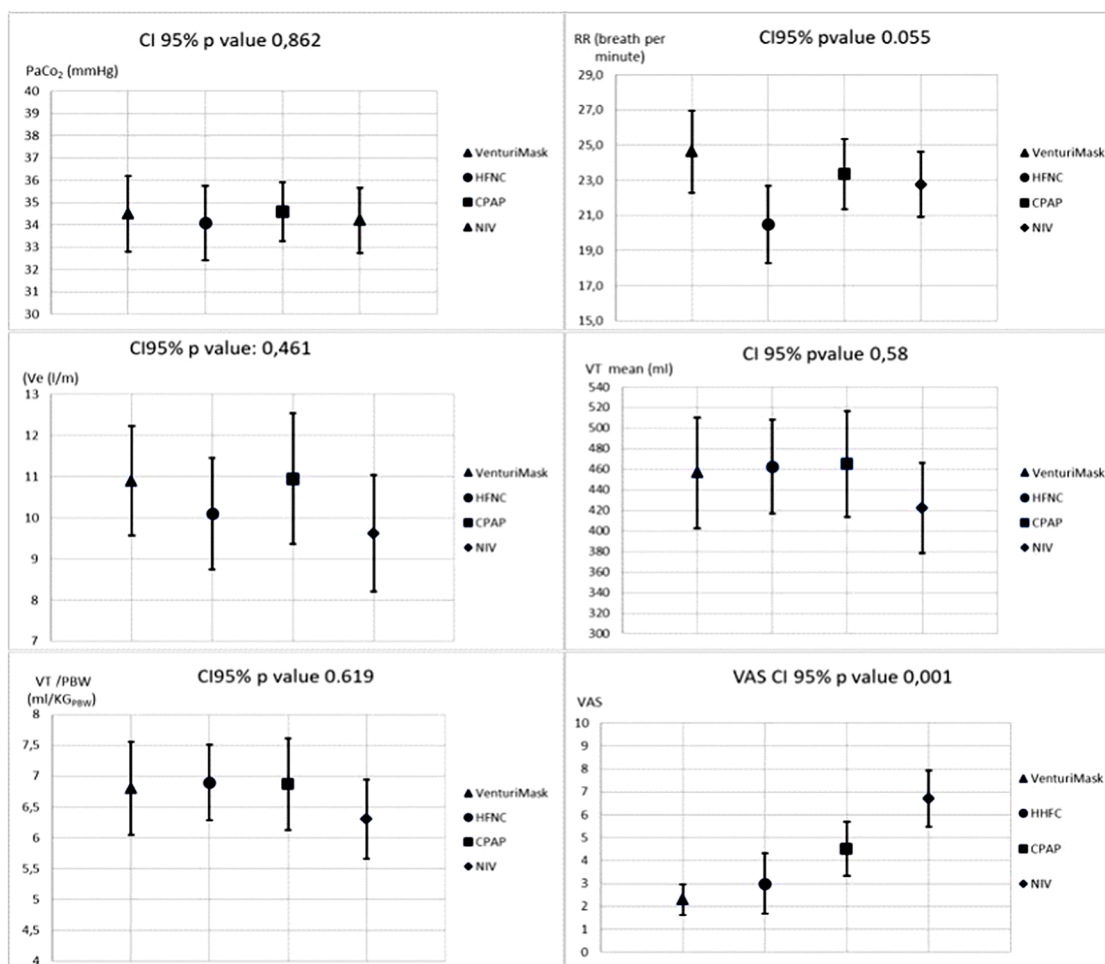 CI 95% p value 0,862
PaCo₂ (mmHg)
40
39
38
37
36
35
34
33
32
31
30
VenturiMask
HFNC
CPAP
NIV
CI95% pvalue 0.055
RR (breath per
minute)
29,0
27,0
25,0
23,0
21,0
19,0
17,0
15,0
VenturiMask
HFNC
CPAP
NIV
CI95% p value: 0,461
(Ve (l/m)
13
12
11
10
9
8
7
VenturiMask
HFNC
CPAP
NIV
CI 95% pvalue 0,58
VT mean (ml)
540
520
500
480
460
440
420
400
380
360
340
320
300
VenturiMask
HFNC
CPAP
NIV
CI95% p value 0.619
VT /PBW
(ml/KG_PBW)
8
7,5
7
6,5
6
5,5
5
4,5
4
VenturiMask
HFNC
CPAP
NIV
VAS CI 95% p value 0,001
VAS
10
9
8
7
6
5
4
3
2
1
0
VenturiMask
HHFC
CPAP
NIV